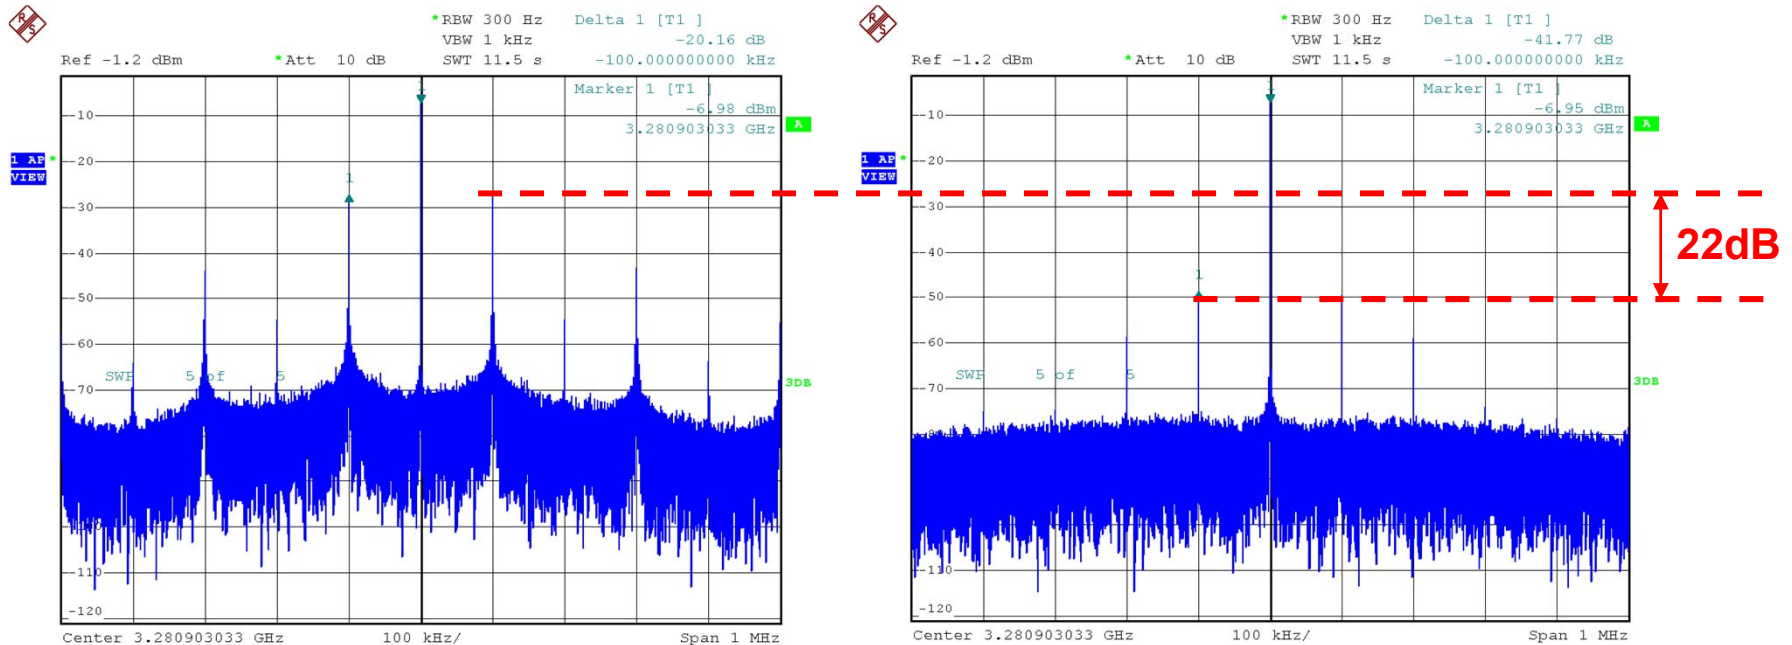 R S
*RBW 300 Hz Delta 1 [T1 ]
VBW 1 kHz -20.16 dB
Ref -1.2 dBm *Att 10 dB SWT 11.5 s -100.000000000 kHz
1 Marker 1 [T1 ]
-6.98 dBm
-10
3.280903033 GHz A
1 AP *
VIEW
-20
1
-30
-40
-50
-60
SWP 5 of 5
3DB
-70
-110
-120
Center 3.280903033 GHz 100 kHz/ Span 1 MHz
R S
*RBW 300 Hz Delta 1 [T1 ]
VBW 1 kHz -41.77 dB
Ref -1.2 dBm *Att 10 dB SWT 11.5 s -100.000000000 kHz
1 Marker 1 [T1 ]
-6.95 dBm
-10
3.280903033 GHz A
1 AP *
VIEW
-20
-30
-40
1
-50
-60
SWP 5 of 5
3DB
-70
-80
-110
-120
Center 3.280903033 GHz 100 kHz/ Span 1 MHz
22dB